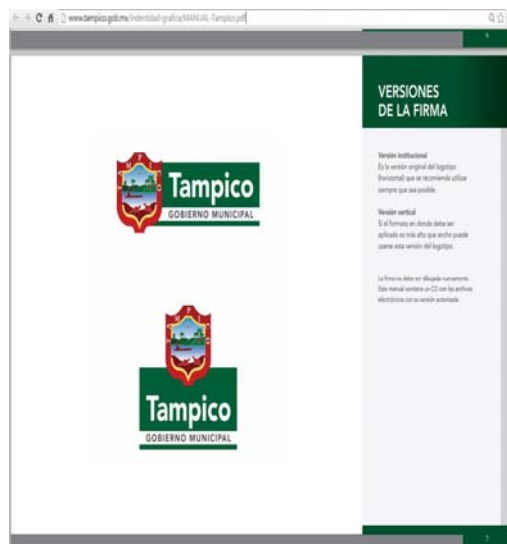 www.tampico.gob.mx/indentidad-grafica/MANUAL-Tampico.pdf
6
VERSIONES
DE LA FIRMA
Versión institucional
Es la versión original del logotipo
(horizontal) que se recomienda utilizar
siempre que sea posible.
Versión vertical
Si el formato en donde debe ser
aplicado es más alto que ancho puede
usarse esta versión del logotipo.
La firma no debe ser dibujada nuevamente.
Este manual contiene un CD con los archivos
electrónicos con su versión autorizada.
Tampico
GOBIERNO MUNICIPAL
Tampico
GOBIERNO MUNICIPAL
7